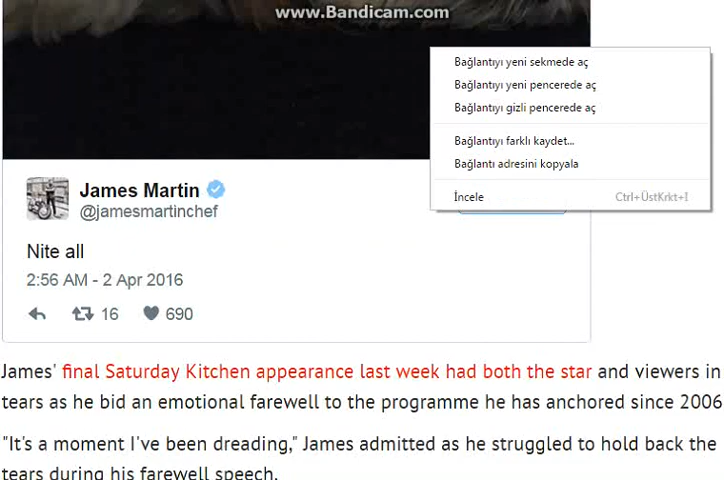 www.Bandicam.com
Bağlantıyı yeni sekmede aç
Bağlantıyı yeni pencerede aç
Bağlantıyı gizli pencerede aç
Bağlantıyı farklı kaydet...
Bağlantı adresini kopyala
İncele Ctrl+ÜstKrkt+I
James Martin
@jamesmartinchef
Nite all
2:56 AM - 2 Apr 2016
16 690
James' final Saturday Kitchen appearance last week had both the star and viewers in
tears as he bid an emotional farewell to the programme he has anchored since 2006
"It's a moment I've been dreading," James admitted as he struggled to hold back the
tears during his farewell speech.